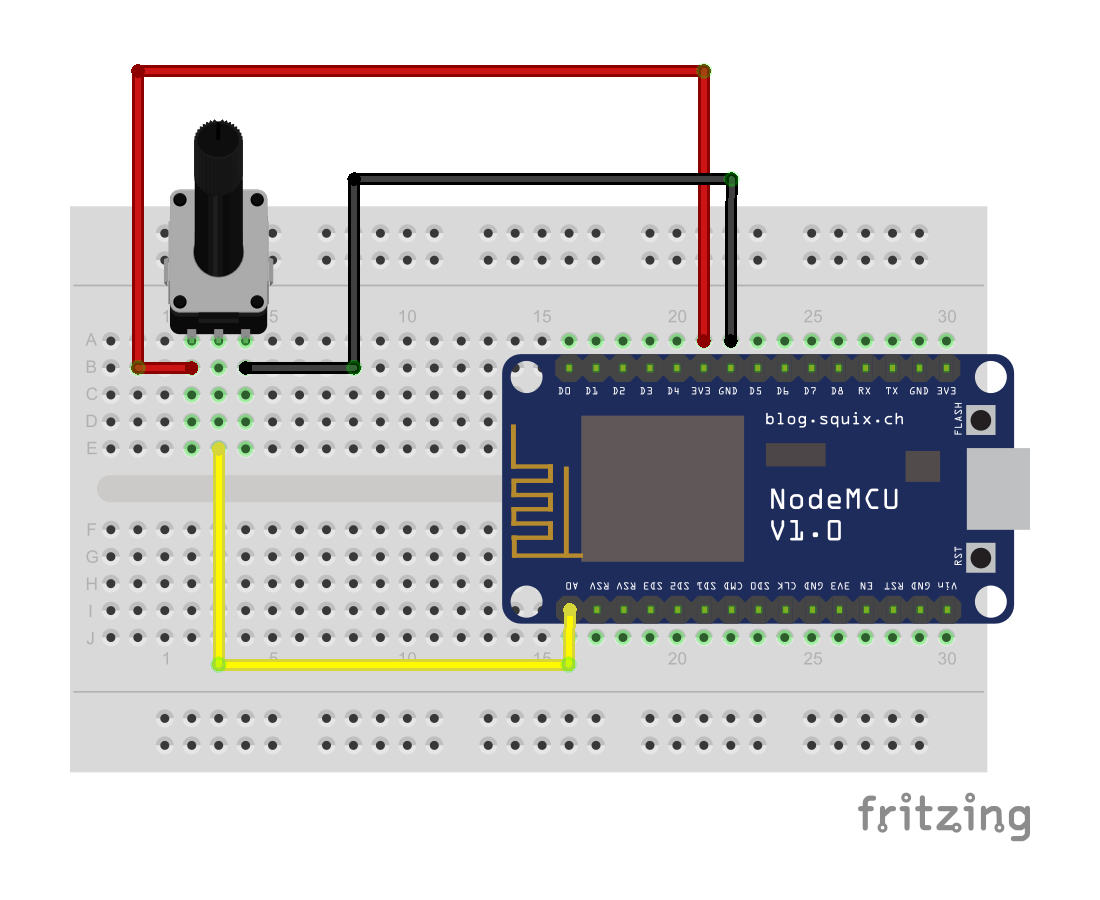 1 5 10 15 20 25 30
A
B
C
D
E
F
G
H
I
J
D0 D1 D2 D3 D4 3V3 GND D5 D6 D7 D8 RX TX GND 3V3
blog.squix.ch
FLASH
NodeMCU
V1.0
RST
A0 RSV RSV SD3 SD2 SD1 CMD SD0 CLK GND 3V3 EN RST GND Vin
1 5 10 15 20 25 30
fritzing